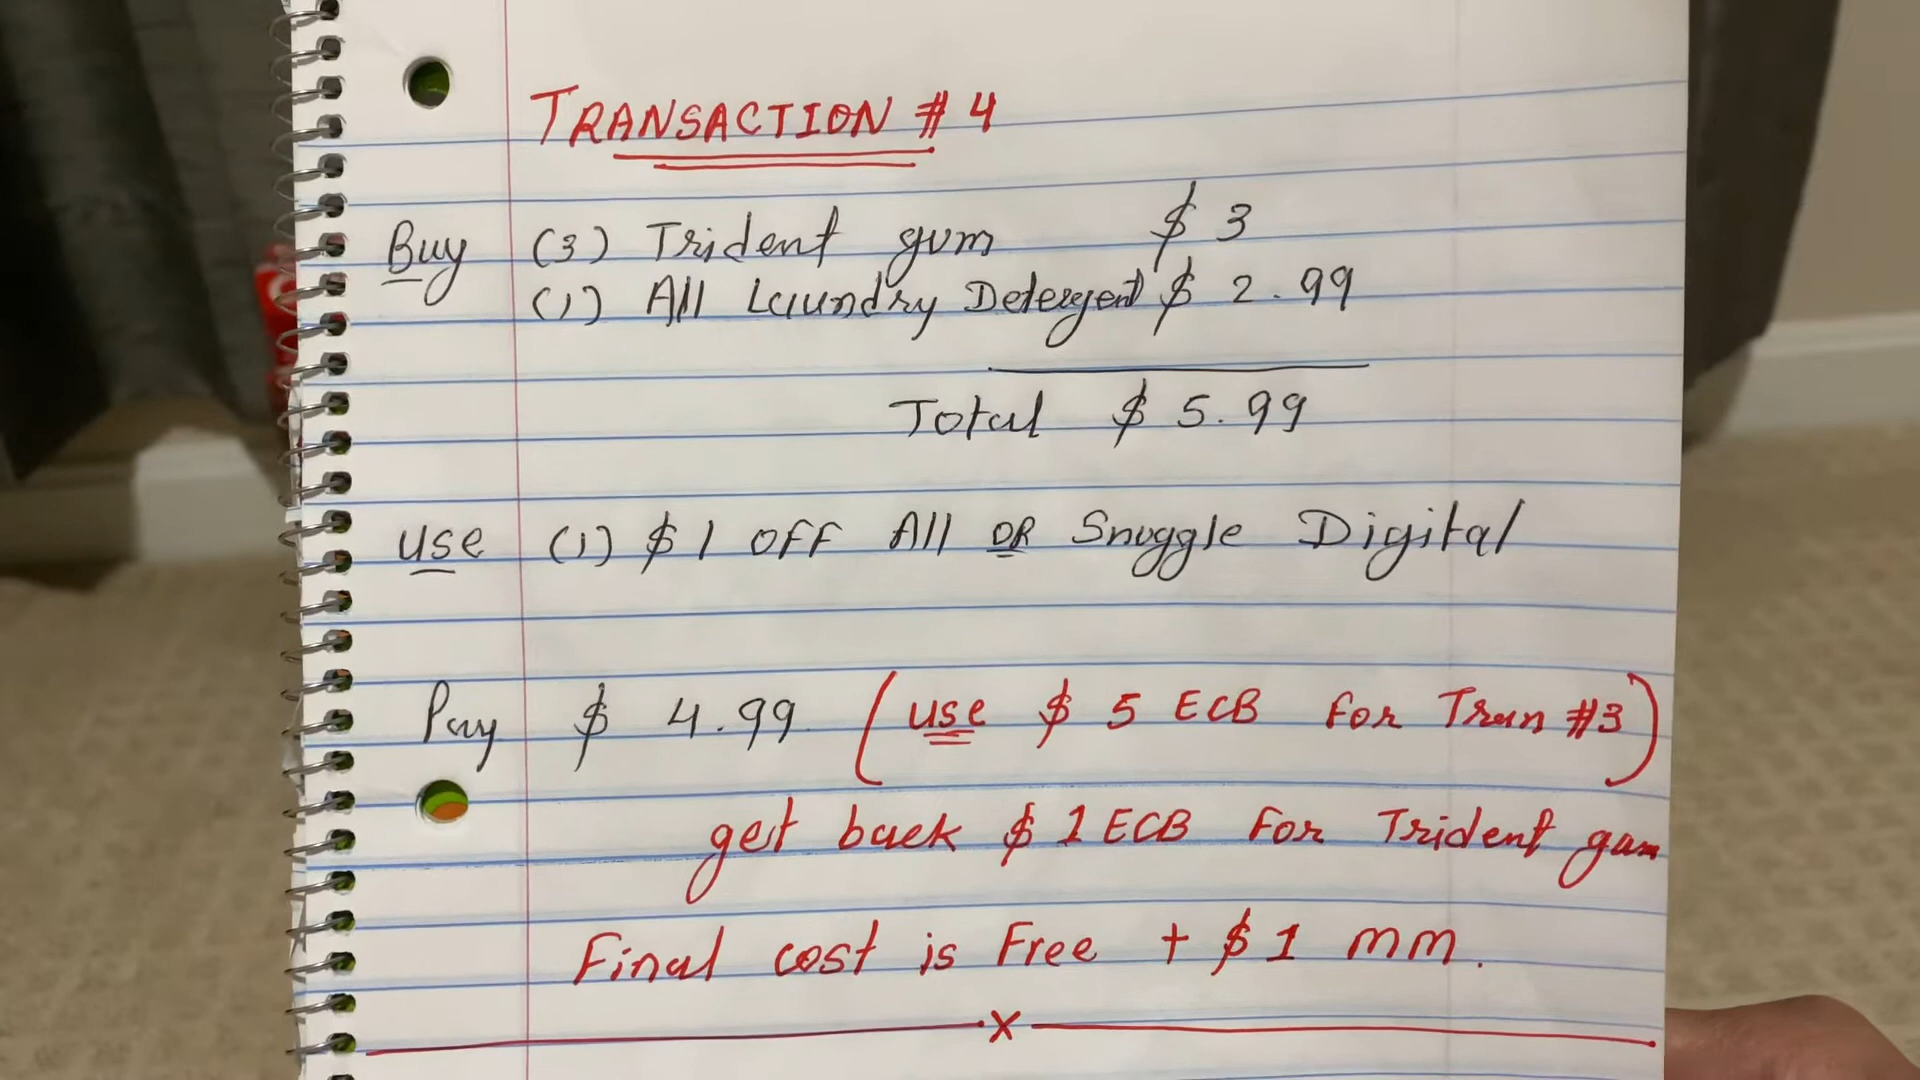 TRANSACTION # 4
Buy (3) Trident gum $ 3
(1) All Laundry Detergent $ 2.99
Total $ 5.99
Use (1) $1 OFF All OR Snuggle Digital
Pay $ 4.99 (use $ 5 ECB For Tran #3)
get back $ 1 ECB For Trident gum
Final cost is Free + $1 mm.
X